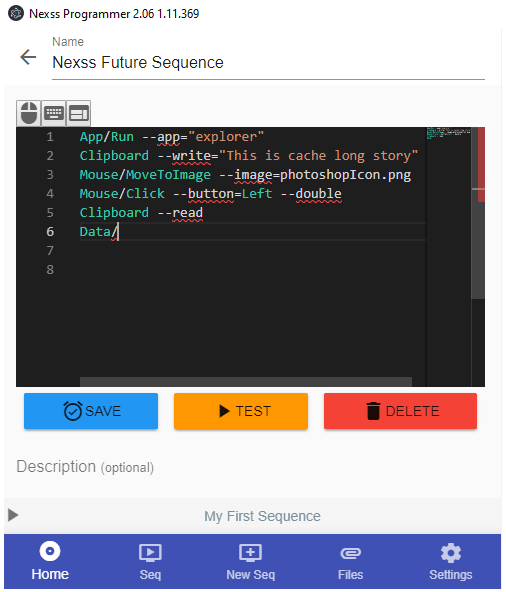 Nexss Programmer 2.06 1.11.369
Name
Nexss Future Sequence
1 App/Run --app="explorer"
2 Clipboard --write="This is cache long story"
3 Mouse/MoveToImage --image=photoshopIcon.png
4 Mouse/Click --button=Left --double
5 Clipboard --read
6 Data/
7
8
SAVE TEST DELETE
Description (optional)
My First Sequence
Home Seq New Seq Files Settings